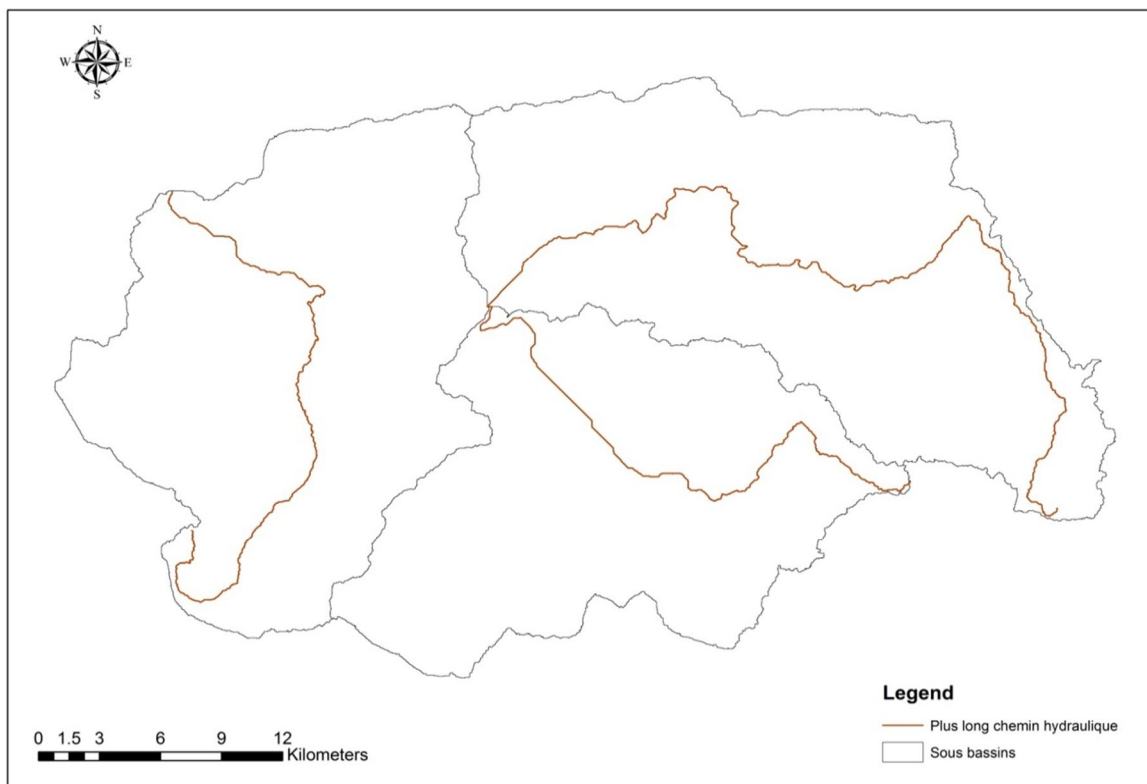 N
W E
S
Legend
Plus long chemin hydraulique
Sous bassins
0 1.5 3 6 9 12
Kilometers